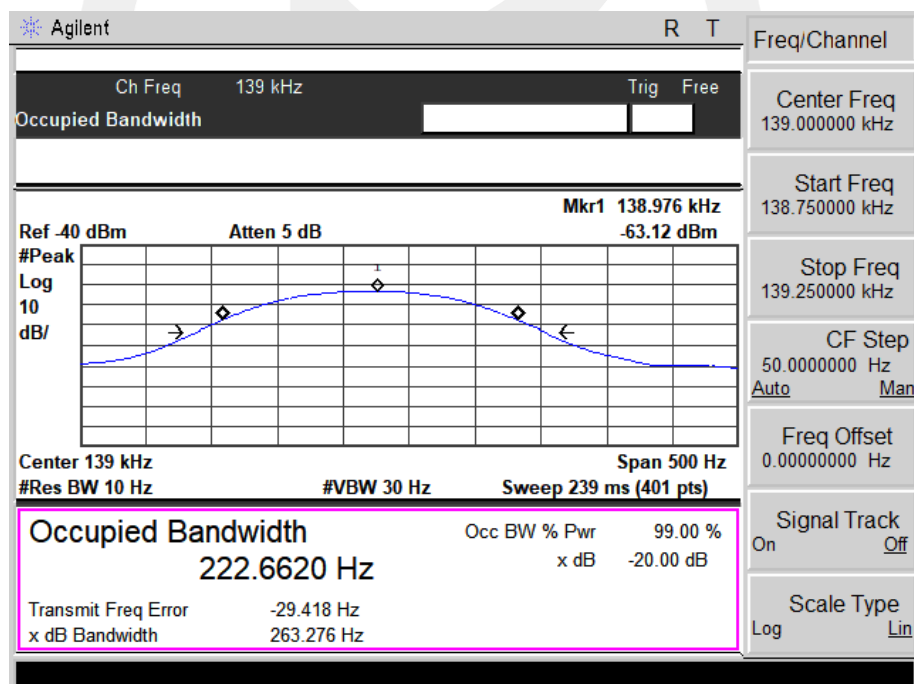 Agilent R T
Freq/Channel
Ch Freq 139 kHz Trig Free
Occupied Bandwidth
Center Freq
139.000000 kHz
Start Freq
138.750000 kHz
Mkr1 138.976 kHz
Ref -40 dBm Atten 5 dB -63.12 dBm
#Peak
Log
10
dB/
1
Stop Freq
139.250000 kHz
CF Step
50.0000000 Hz
Auto Man
Freq Offset
0.00000000 Hz
Center 139 kHz Span 500 Hz
#Res BW 10 Hz #VBW 30 Hz Sweep 239 ms (401 pts)
Occupied Bandwidth Occ BW % Pwr 99.00 %
222.6620 Hz x dB -20.00 dB
Transmit Freq Error -29.418 Hz
x dB Bandwidth 263.276 Hz
Signal Track
On Off
Scale Type
Log Lin